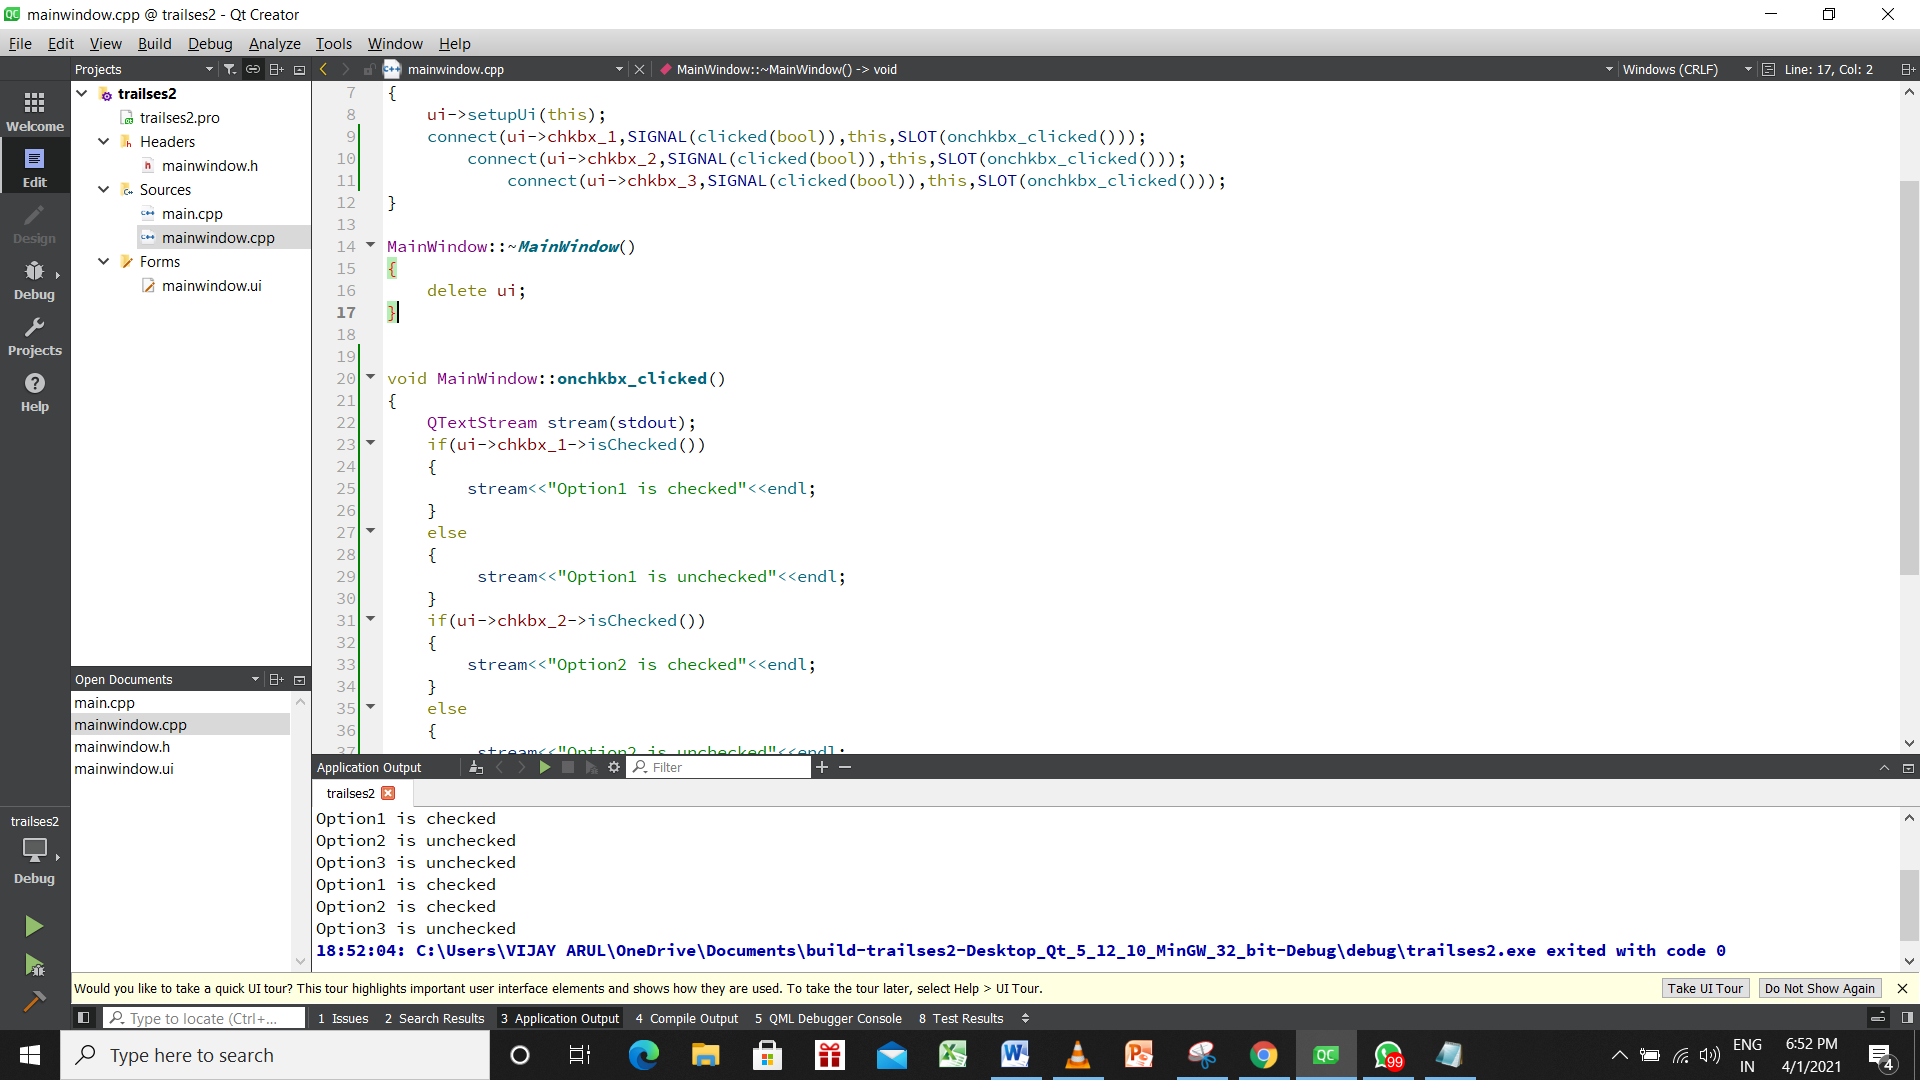 mainwindow.cpp @ trailses2 - Qt Creator
File Edit View Build Debug Analyze Tools Window Help
Projects
mainwindow.cpp
MainWindow::~MainWindow() -> void
Windows (CRLF)
Line: 17, Col: 2
Welcome
Edit
Design
Debug
Projects
Help
trailses2
trailses2.pro
Headers
mainwindow.h
Sources
main.cpp
mainwindow.cpp
Forms
mainwindow.ui
7 {
8 ui->setupUi(this);
9 connect(ui->chkbx_1,SIGNAL(clicked(bool)),this,SLOT(onchkbx_clicked()));
10 connect(ui->chkbx_2,SIGNAL(clicked(bool)),this,SLOT(onchkbx_clicked()));
11 connect(ui->chkbx_3,SIGNAL(clicked(bool)),this,SLOT(onchkbx_clicked()));
12 }
13
14 MainWindow::~MainWindow()
15 {
16 delete ui;
17 }
18
19
20 void MainWindow::onchkbx_clicked()
21 {
22 QTextStream stream(stdout);
23 if(ui->chkbx_1->isChecked())
24 {
25 stream<<"Option1 is checked"<<endl;
26 }
27 else
28 {
29 stream<<"Option1 is unchecked"<<endl;
30 }
31 if(ui->chkbx_2->isChecked())
32 {
33 stream<<"Option2 is checked"<<endl;
34 }
35 else
36 {
37 stream<<"Option2 is unchecked"<<endl;
Open Documents
main.cpp
mainwindow.cpp
mainwindow.h
mainwindow.ui
trailses2
Debug
Application Output
Filter
trailses2
Option1 is checked
Option2 is unchecked
Option3 is unchecked
Option1 is checked
Option2 is checked
Option3 is unchecked
18:52:04: C:\Users\VIJAY ARUL\OneDrive\Documents\build-trailses2-Desktop_Qt_5_12_10_MinGW_32_bit-Debug\debug\trailses2.exe exited with code 0
Would you like to take a quick UI tour? This tour highlights important user interface elements and shows how they are used. To take the tour later, select Help > UI Tour.
Take UI Tour
Do Not Show Again
Type to locate (Ctrl+...
1 Issues 2 Search Results 3 Application Output 4 Compile Output 5 QML Debugger Console 8 Test Results
Type here to search
QC
99
ENG
IN
6:52 PM
4/1/2021
4